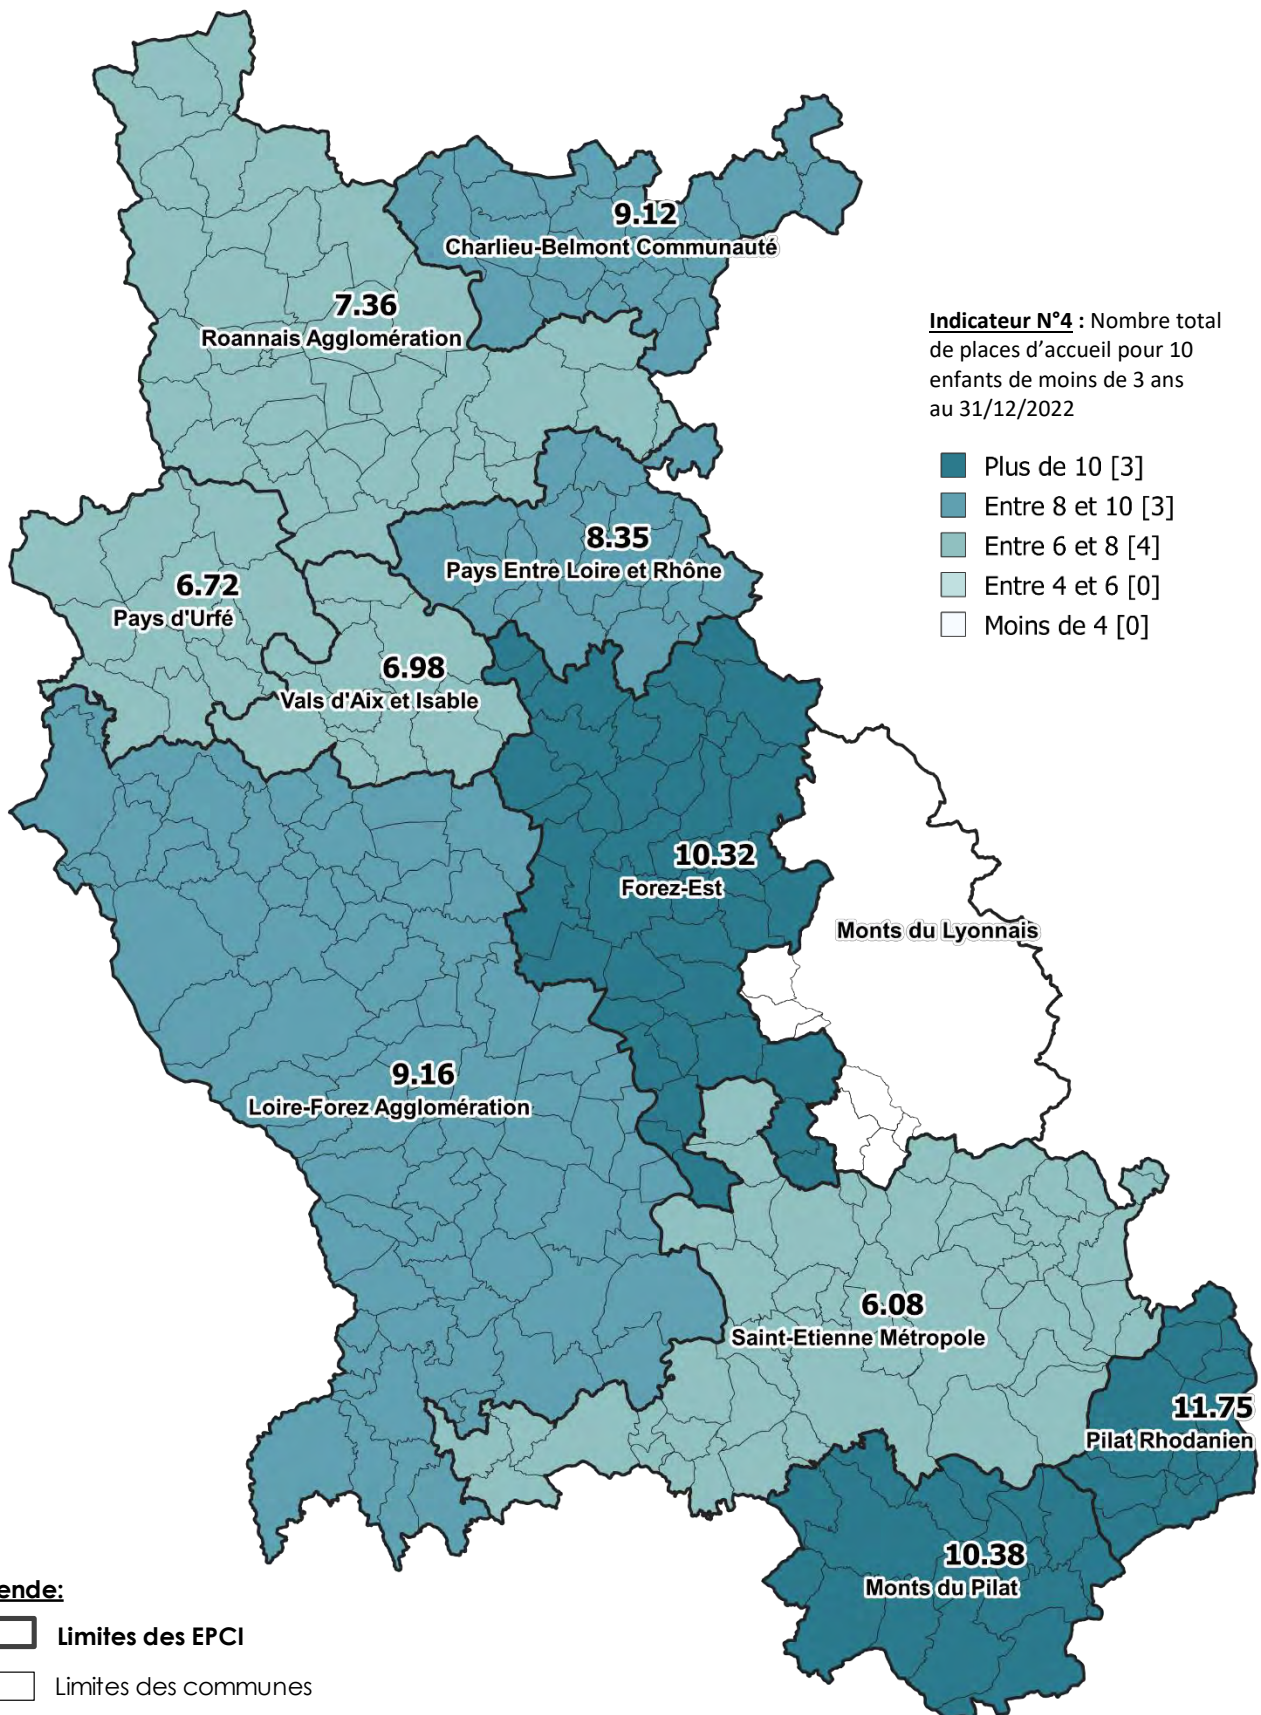 9.12
Charlieu-Belmont Communauté
7.36
Roannais Agglomération
Indicateur N°4 : Nombre total
de places d'accueil pour 10
enfants de moins de 3 ans
au 31/12/2022
Plus de 10 [3]
Entre 8 et 10 [3]
Entre 6 et 8 [4]
Entre 4 et 6 [0]
Moins de 4 [0]
8.35
Pays Entre Loire et Rhône
6.72
Pays d'Urfé
6.98
Vals d'Aix et Isable
10.32
Forez-Est
Monts du Lyonnais
9.16
Loire-Forez Agglomération
6.08
Saint-Etienne Métropole
11.75
Pilat Rhodanien
10.38
Monts du Pilat
ende:
Limites des EPCI
Limites des communes